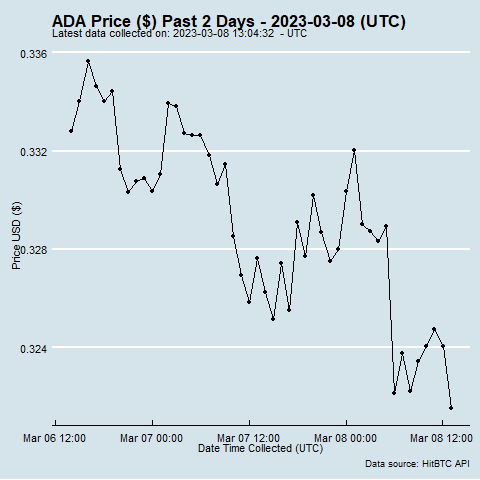 ADA Price ($) Past 2 Days - 2023-03-08 (UTC)
Latest data collected on: 2023-03-08 13:04:32 - UTC
0.336
0.332
0.328
0.324
Price USD ($)
Mar 06 12:00 Mar 07 00:00 Mar 07 12:00 Mar 08 00:00 Mar 08 12:00
Date Time Collected (UTC)
Data source: HitBTC API